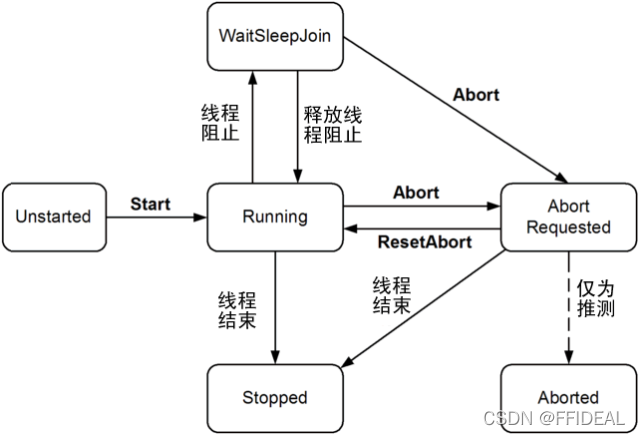 WaitSleepJoin
Abort
线程
阻止
释放线
程阻止
Unstarted
Start
Running
Abort
ResetAbort
Abort
Requested
线程
结束
线程
结束
仅为
推测
Stopped
Aborted
CSDN @FFIDEAL